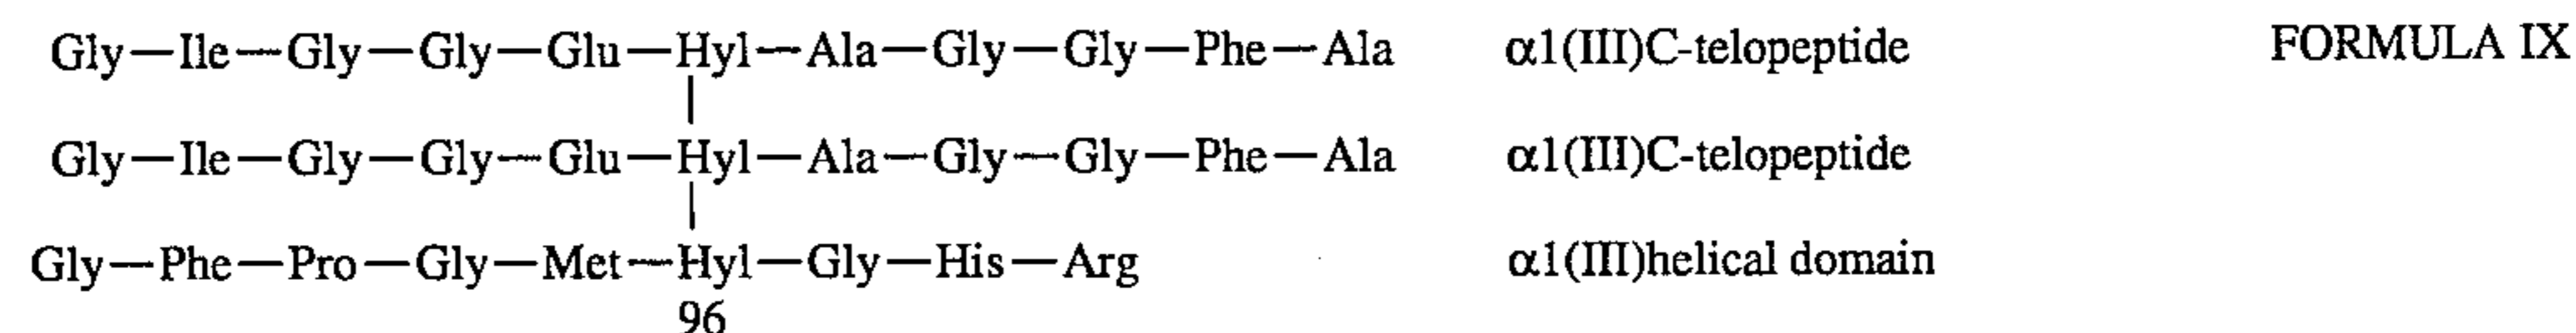 Gly—Ile—Gly—Gly—Glu—Hyl—Ala—Gly—Gly—Phe—Ala α1(III)C-telopeptide FORMULA IX
Gly—Ile—Gly—Gly—Glu—Hyl—Ala—Gly—Gly—Phe—Ala α1(III)C-telopeptide
Gly—Phe—Pro—Gly—Met—Hyl—Gly—His—Arg α1(III)helical domain
96